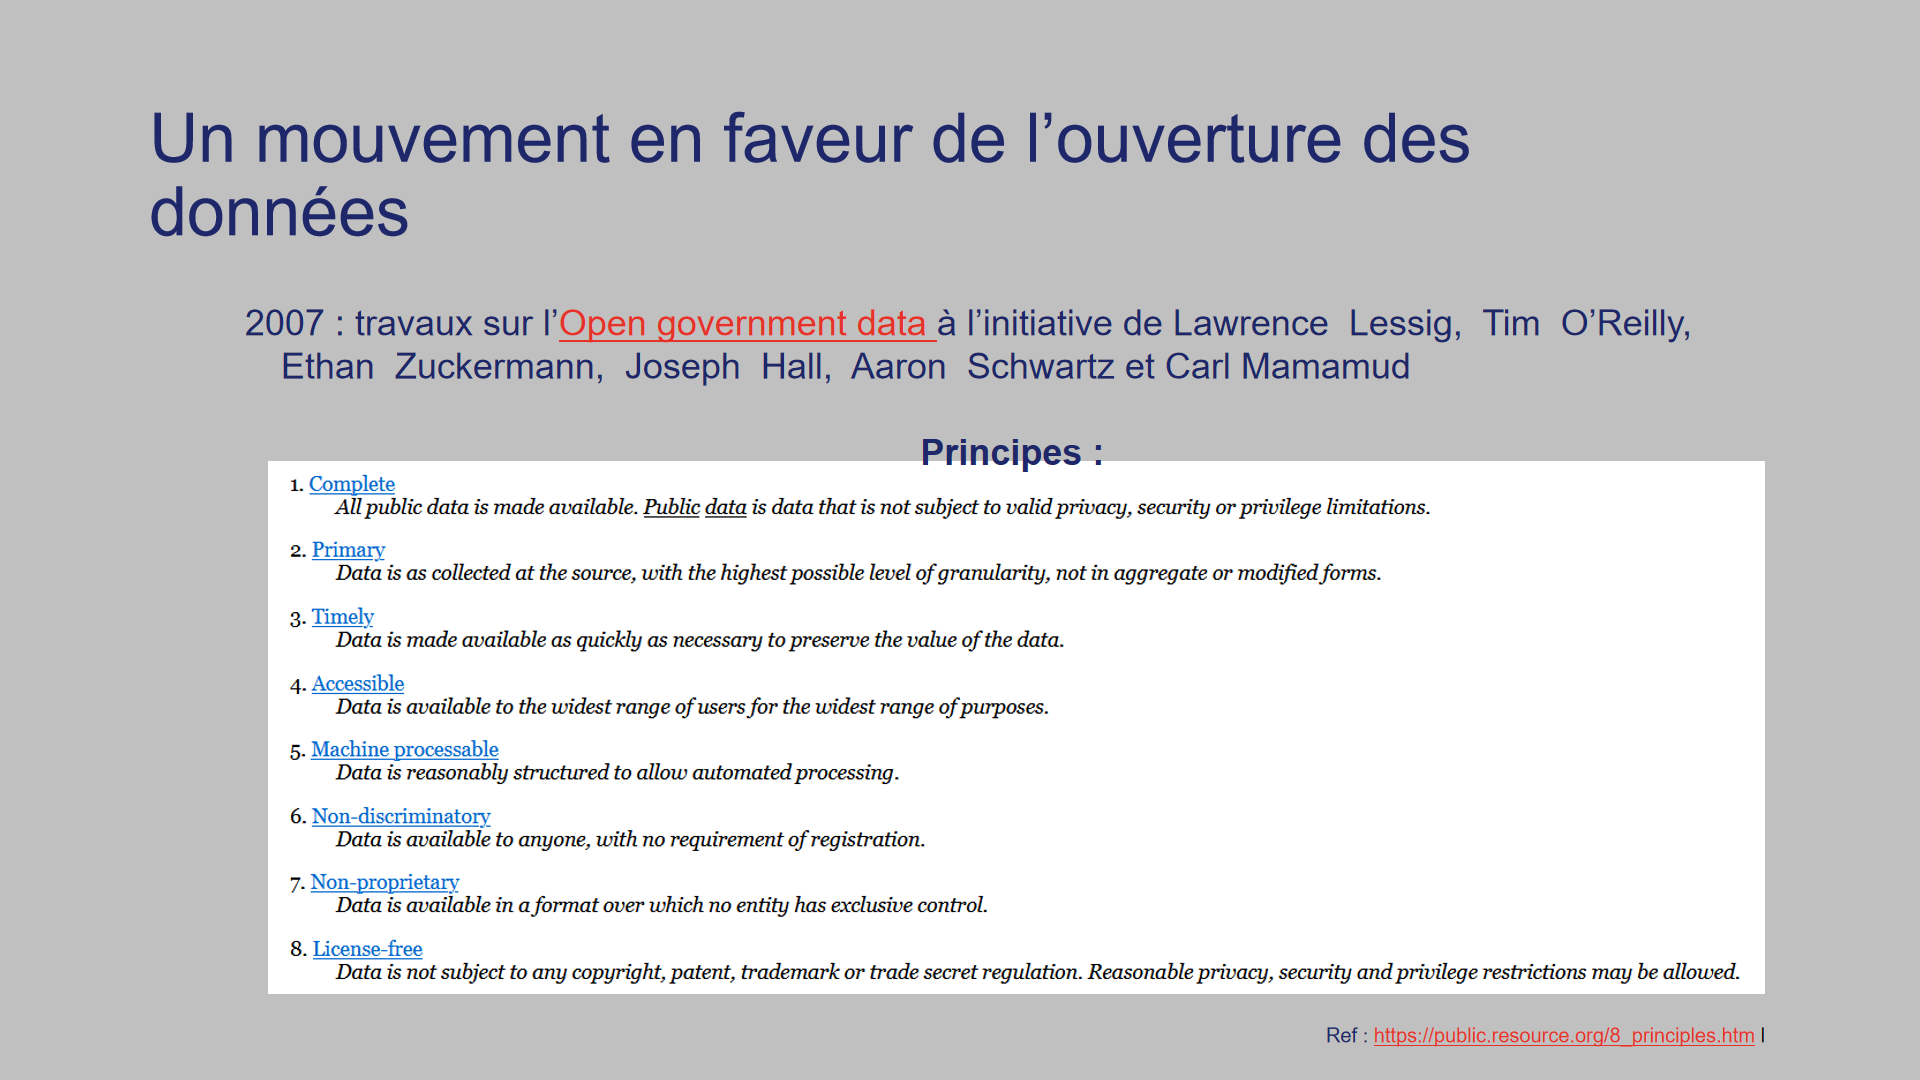 Un mouvement en faveur de l’ouverture des
données
2007 : travaux sur l’Open government data à l’initiative de Lawrence Lessig, Tim O’Reilly,
Ethan Zuckermann, Joseph Hall, Aaron Schwartz et Carl Mamamud
Principes :
1. Complete
All public data is made available. Public data is data that is not subject to valid privacy, security or privilege limitations.
2. Primary
Data is as collected at the source, with the highest possible level of granularity, not in aggregate or modified forms.
3. Timely
Data is made available as quickly as necessary to preserve the value of the data.
4. Accessible
Data is available to the widest range of users for the widest range of purposes.
5. Machine processable
Data is reasonably structured to allow automated processing.
6. Non-discriminatory
Data is available to anyone, with no requirement of registration.
7. Non-proprietary
Data is available in a format over which no entity has exclusive control.
8. License-free
Data is not subject to any copyright, patent, trademark or trade secret regulation. Reasonable privacy, security and privilege restrictions may be allowed.
Ref : https://public.resource.org/8_principles.htm l